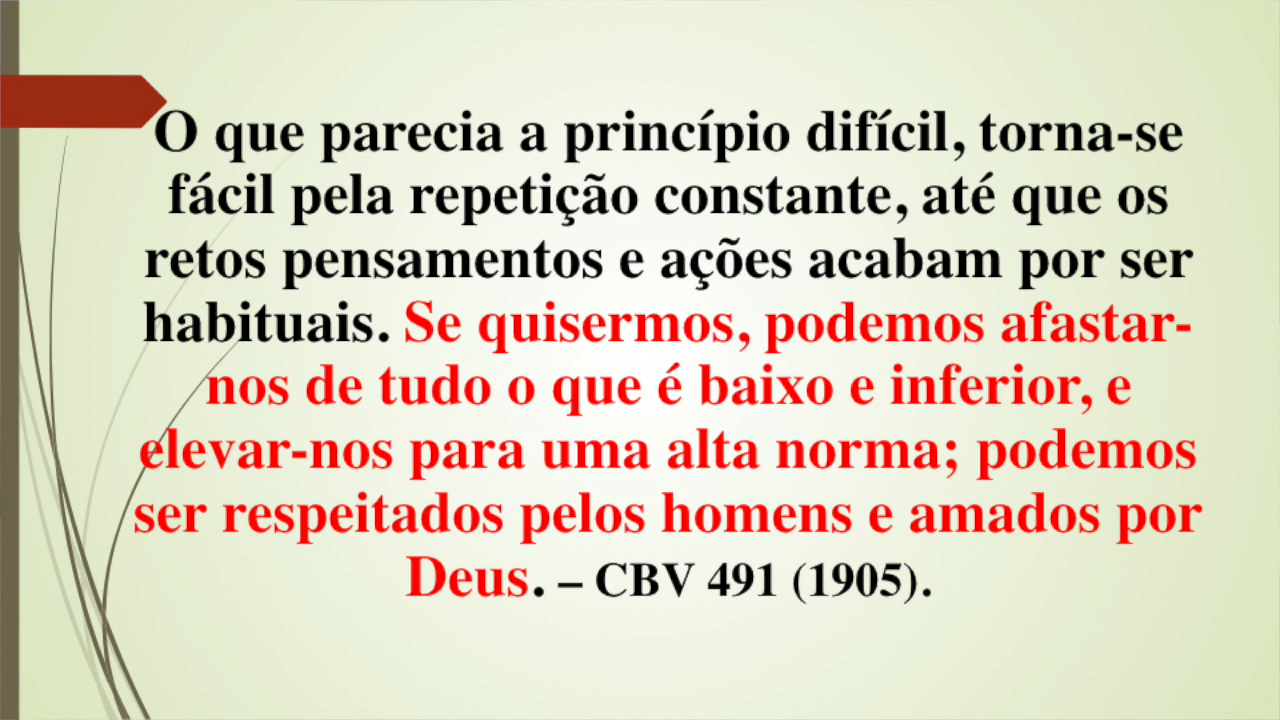 O que parecia a princípio difícil, torna-se
fácil pela repetição constante, até que os
retos pensamentos e ações acabam por ser
habituais. Se quisermos, podemos afastar-
nos de tudo o que é baixo e inferior, e
elevar-nos para uma alta norma; podemos
ser respeitados pelos homens e amados por
Deus. – CBV 491 (1905).